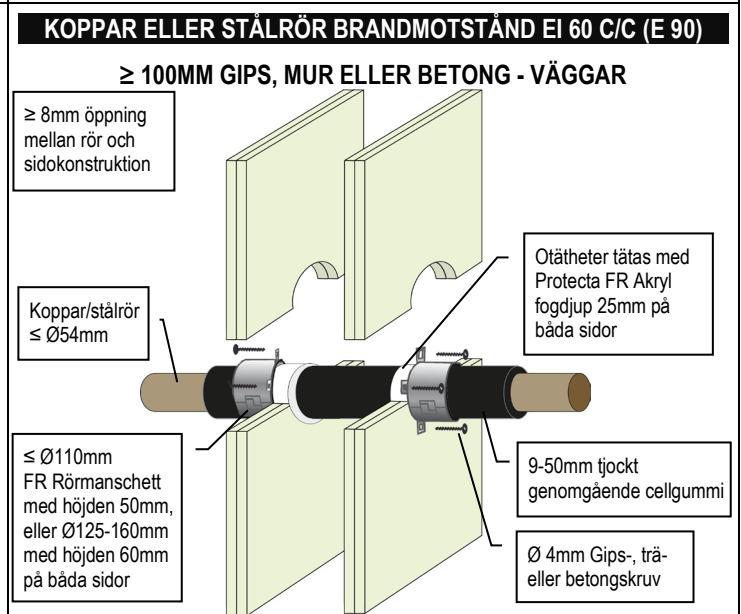 KOPPAR ELLER STÅLRÖR BRANDMOTSTÅND EI 60 C/C (E 90)
≥ 100MM GIPS, MUR ELLER BETONG - VÄGGAR
≥ 8mm öppning
mellan rör och
sidokonstruktion
Otätheter tätas med
Protecta FR Akryl
fogdjup 25mm på
båda sidor
Koppar/stålrör
≤ Ø54mm
≤ Ø110mm
FR Rörmanschett
med höjden 50mm,
eller Ø125-160mm
med höjden 60mm
på båda sidor
9-50mm tjockt
genomgående cellgummi
Ø 4mm Gips-, trä-
eller betongskruv